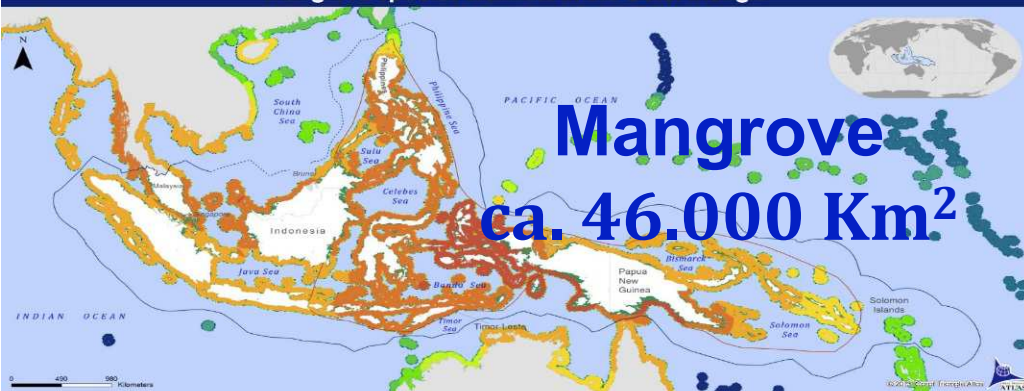 N
PACIFIC OCEAN
South
China
Sea
Philippines
Philippine Sea
Mangrove
Sulu
Sea
Brunei
Malaysia
Celebes
Sea
ca. 46.000 Km²
Singapore
Indonesia
Bismarck
Sea
Java Sea
Banda Sea
Papua
New
Guinea
Solomon
Islands
INDIAN OCEAN
Timor
Sea
Timor Leste
Solomon
Sea
0 490 980
Kilometers
ATLAS